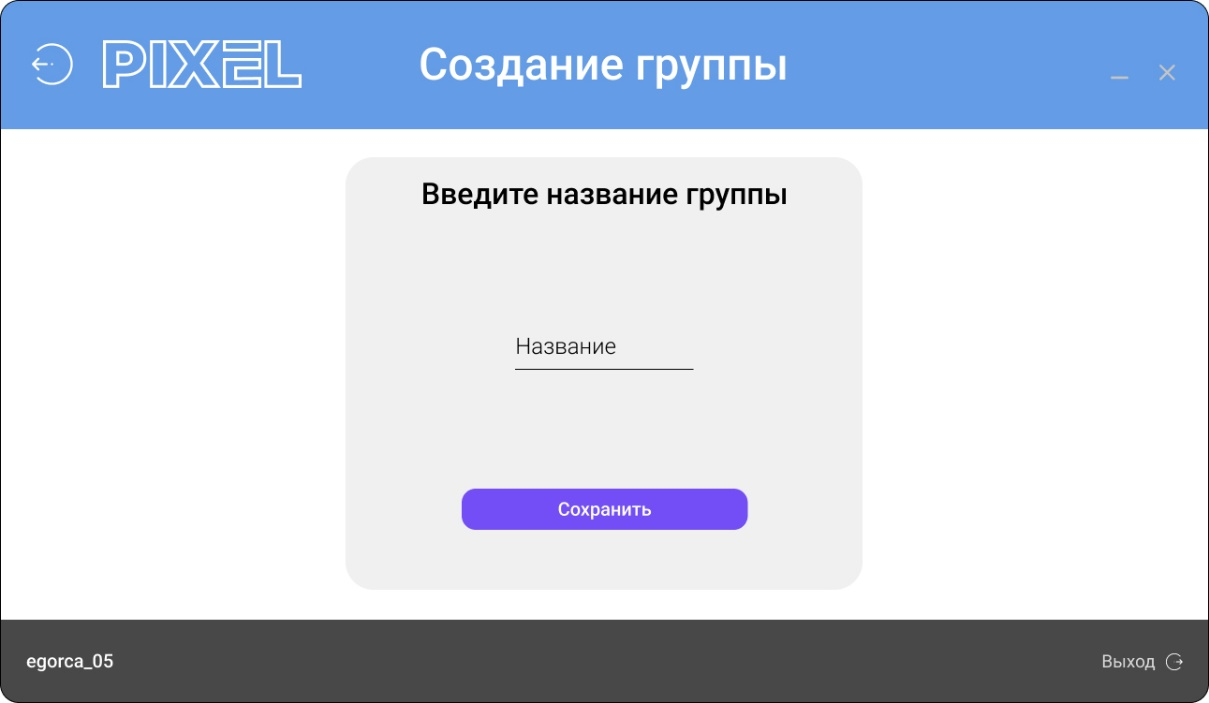 PIXEL
Создание группы
Введите название группы
Название
Сохранить
egorca_05
Выход